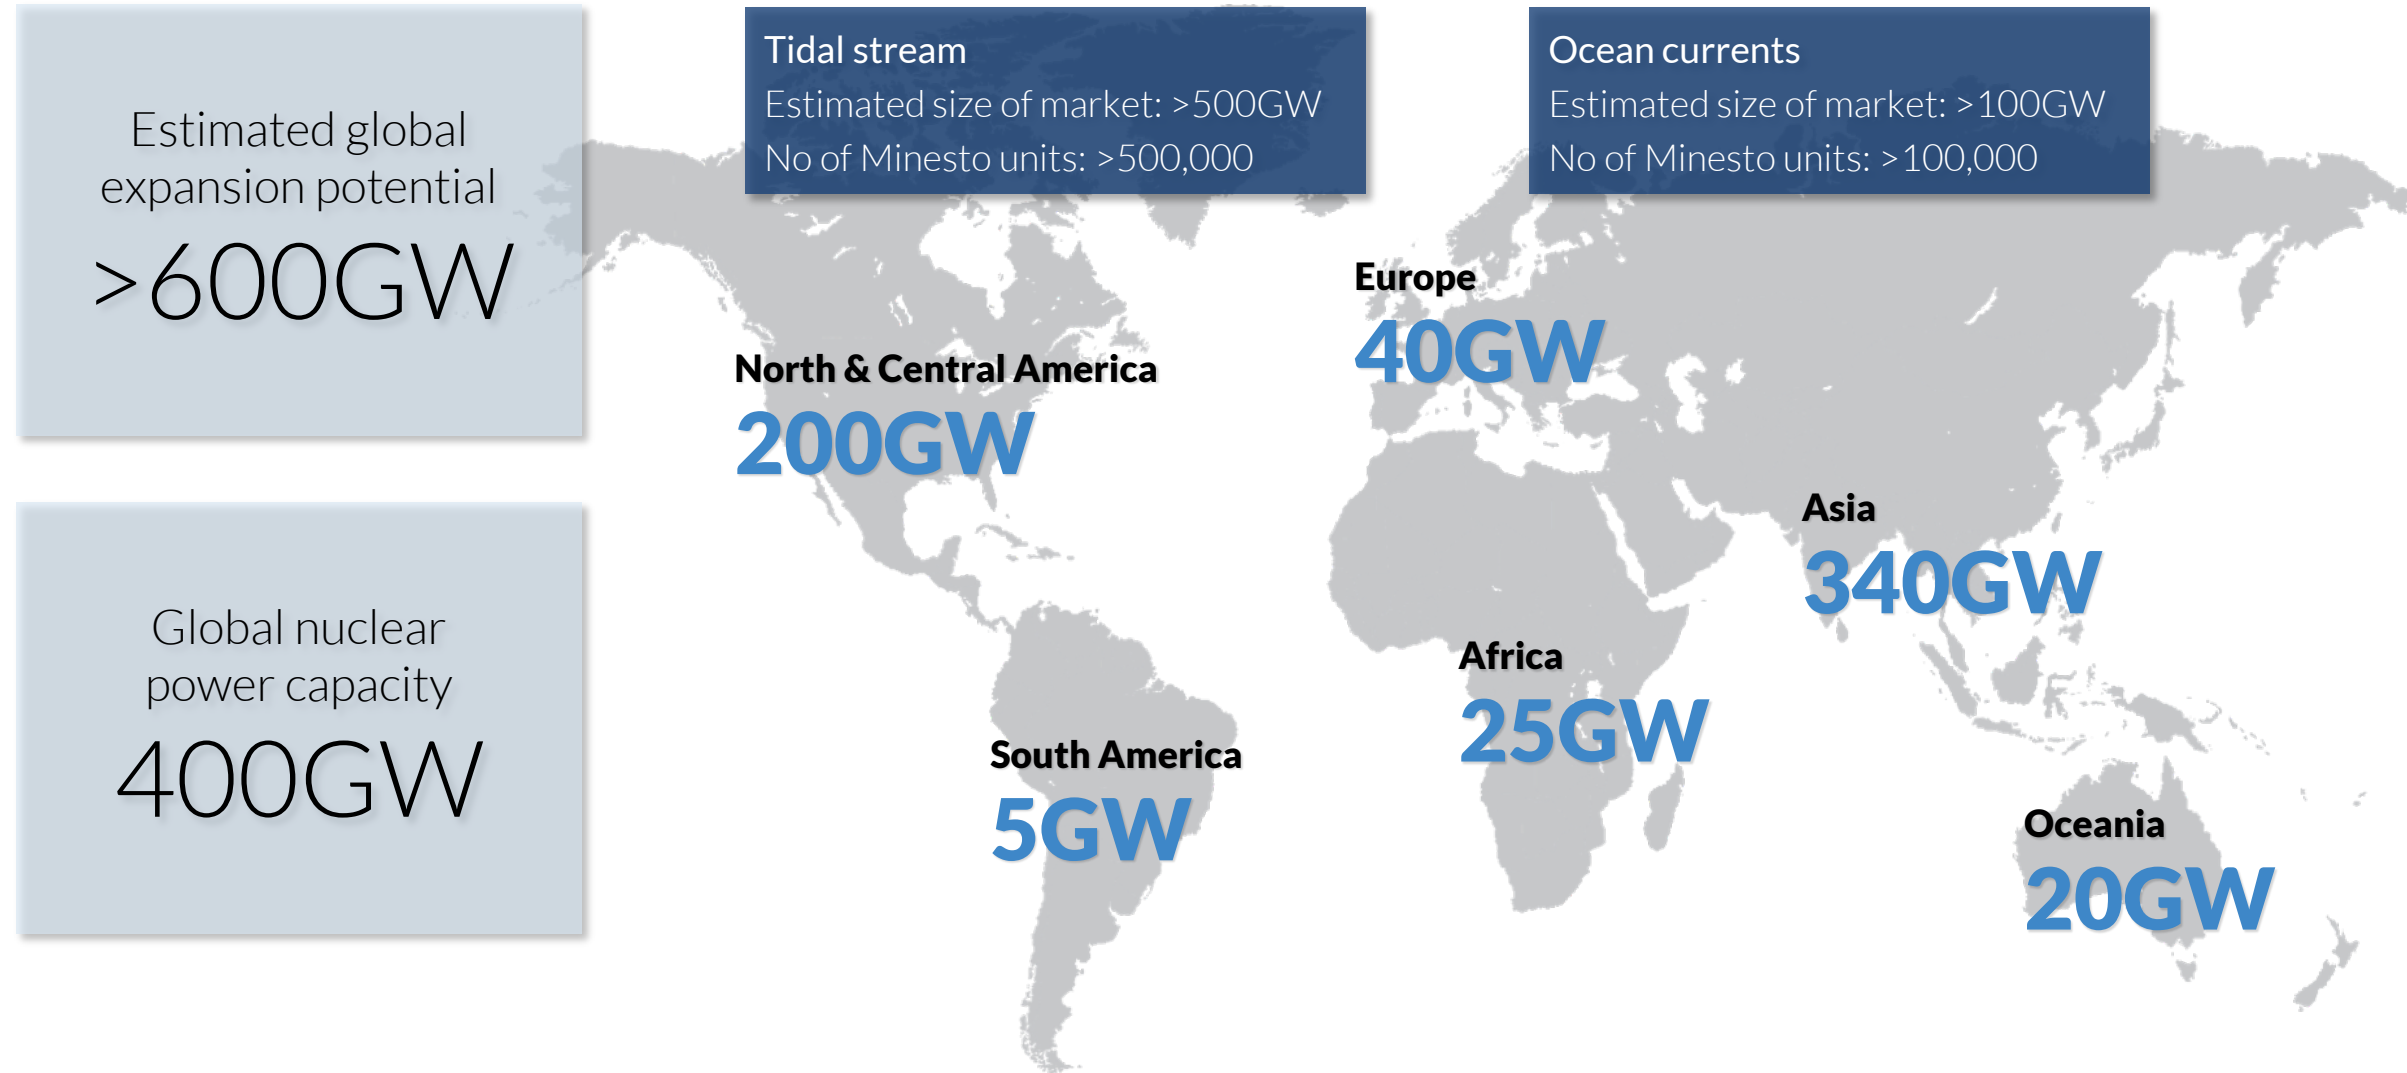 Estimated global
expansion potential
>600GW
Global nuclear
power capacity
400GW
Tidal stream
Estimated size of market: >500GW
No of Minesto units: >500,000
Ocean currents
Estimated size of market: >100GW
No of Minesto units: >100,000
Europe
40GW
North & Central America
200GW
Asia
340GW
Africa
25GW
South America
5GW
Oceania
20GW